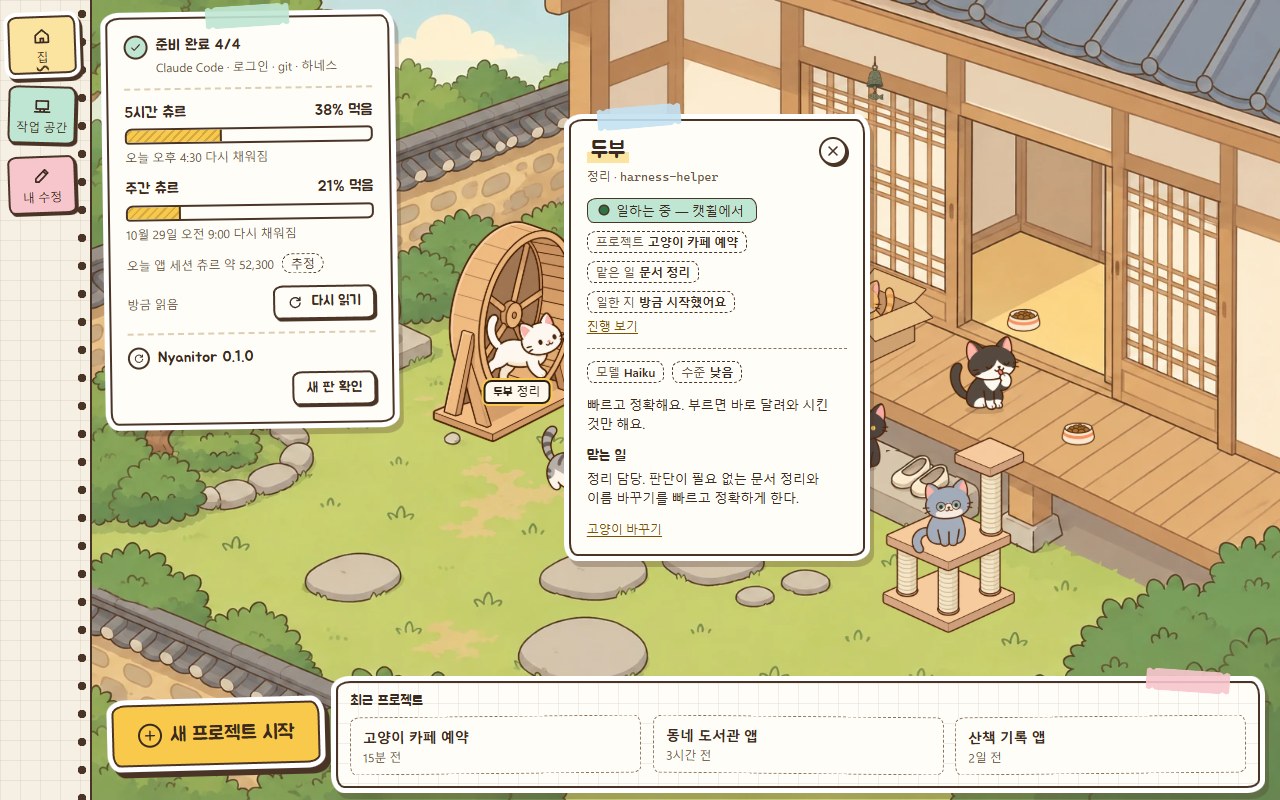 집
작업 공간
내 수정
준비 완료 4/4
Claude Code · 로그인 · git · 하네스
5시간 츄르
38% 먹음
오늘 오후 4:30 다시 채워짐
주간 츄르
21% 먹음
10월 29일 오전 9:00 다시 채워짐
오늘 앱 세션 츄르 약 52,300 추정
방금 읽음
다시 읽기
Nyanitor 0.1.0
새 판 확인
두부 정리
두부
정리 · harness-helper
일하는 중 — 캣휠에서
프로젝트 고양이 카페 예약
맡은 일 문서 정리
일한 지 방금 시작했어요
진행 보기
모델 Haiku 수준 낮음
빠르고 정확해요. 부르면 바로 달려와 시킨
것만 해요.
맡는 일
정리 담당. 판단이 필요 없는 문서 정리와
이름 바꾸기를 빠르고 정확하게 한다.
고양이 바꾸기
새 프로젝트 시작
최근 프로젝트
고양이 카페 예약
15분 전
동네 도서관 앱
3시간 전
산책 기록 앱
2일 전